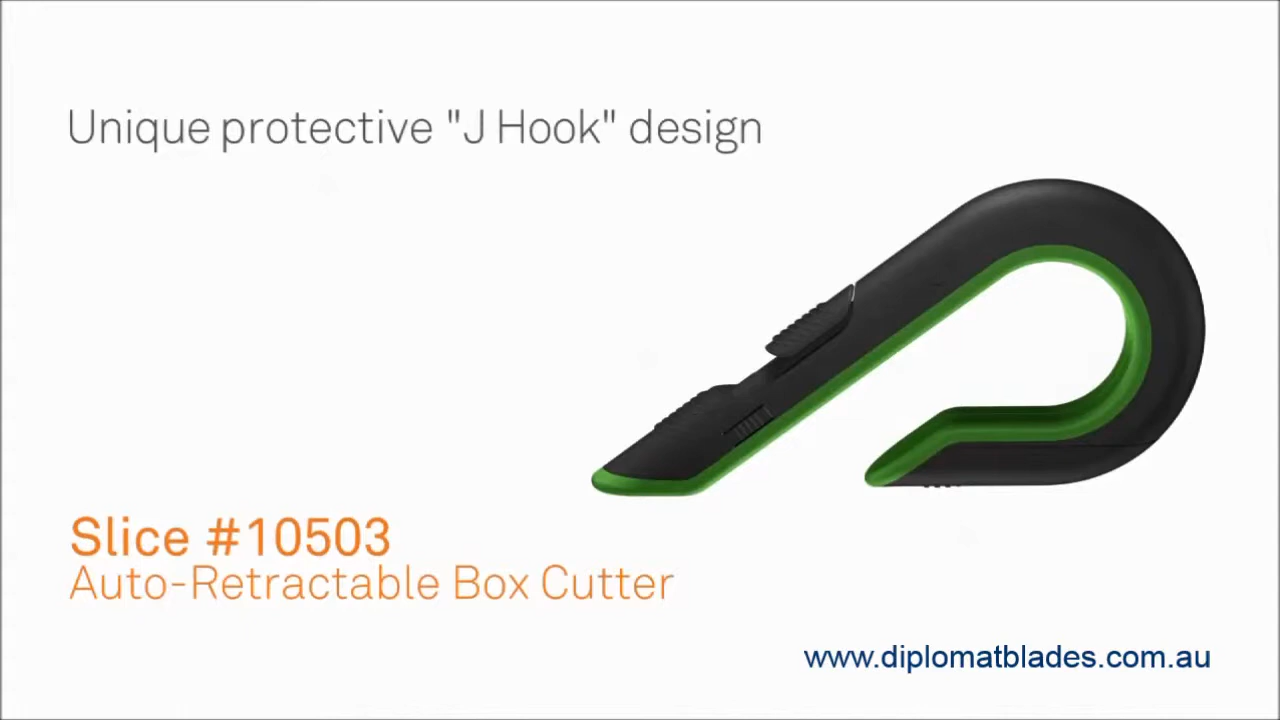 Unique protective "J Hook" design
Slice #10503
Auto-Retractable Box Cutter
www.diplomatblades.com.au